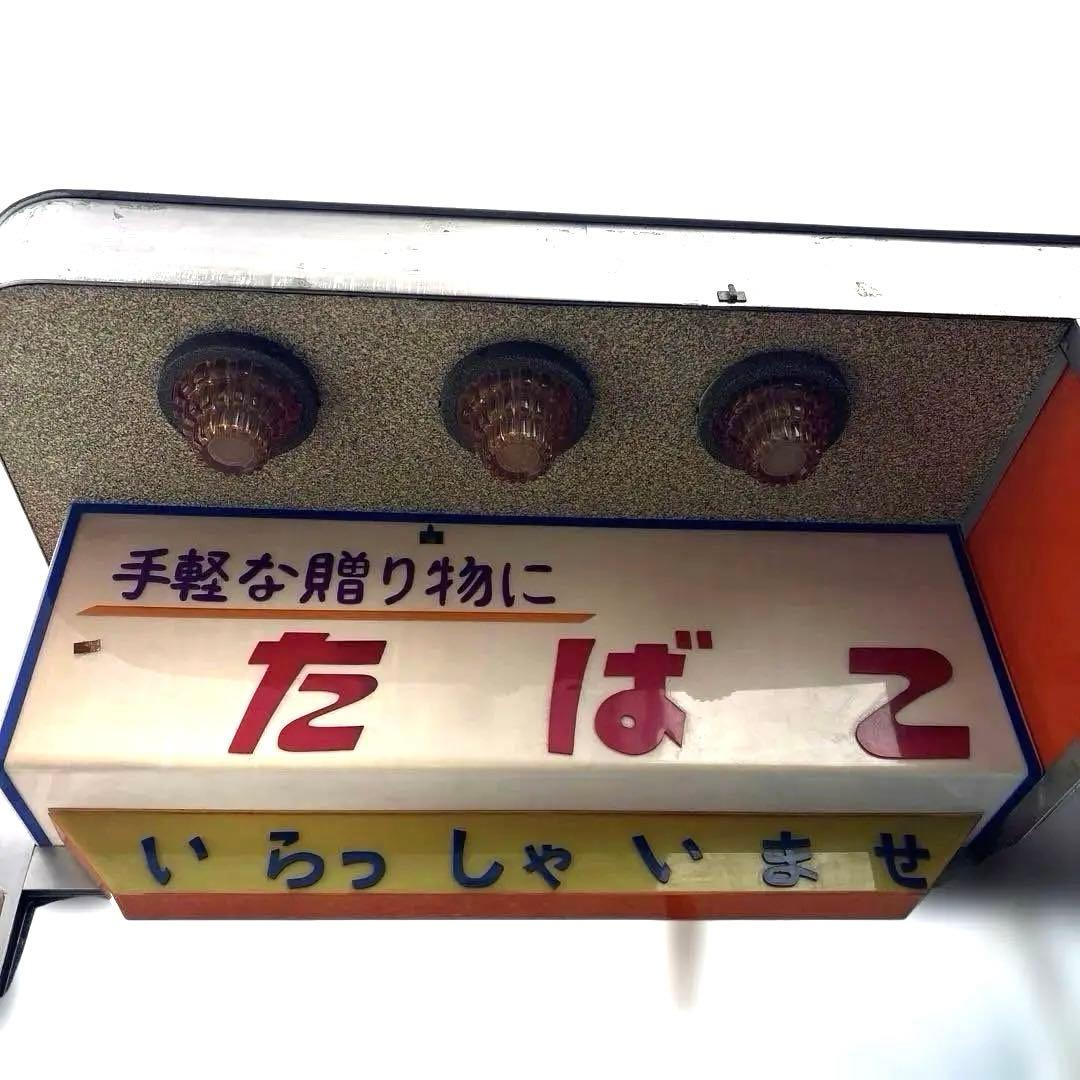 手軽な贈り物に
たばこ
いらっしゃいませ